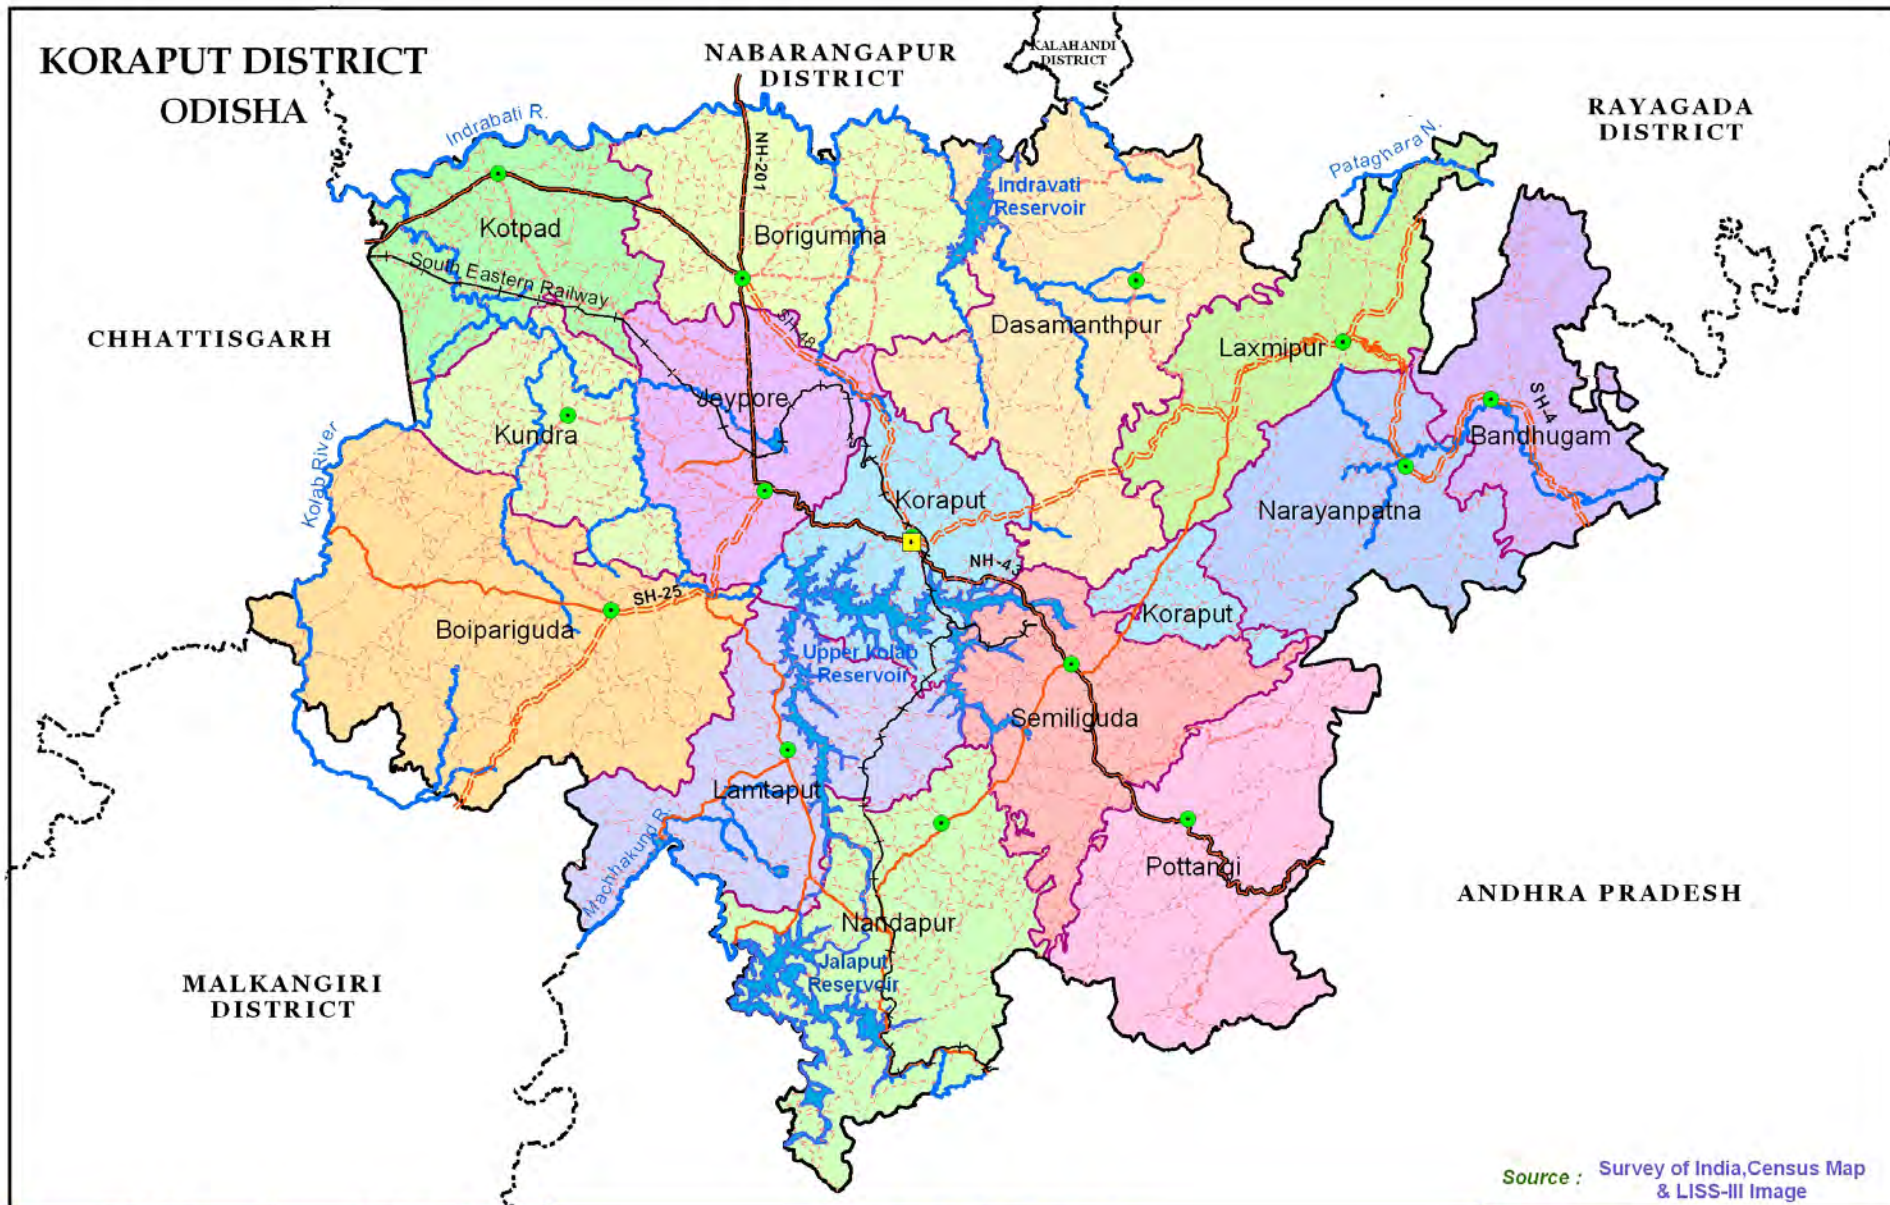 KORAPUT DISTRICT
ODISHA
NABARANGAPUR
DISTRICT
KALAHANDI
DISTRICT
RAYAGADA
DISTRICT
Indrabati R.
Pataghara N.
NH-201
Indravati
Reservoir
Kotpad
Borigumma
South Eastern Railway
CHHATTISGARH
SH-48
Dasamanthpur
Laxmipur
Jeypore
Kundra
SH-4
Bandhugam
Kolab River
Koraput
Narayanpatna
NH-43
SH-25
Koraput
Boipariguda
Upper Kolab
Reservoir
Semiliguda
Lamtaput
Machhakund R.
Pottangi
ANDHRA PRADESH
Nandapur
Jalaput
Reservoir
MALKANGIRI
DISTRICT
Source : Survey of India,Census Map
& LISS-III Image